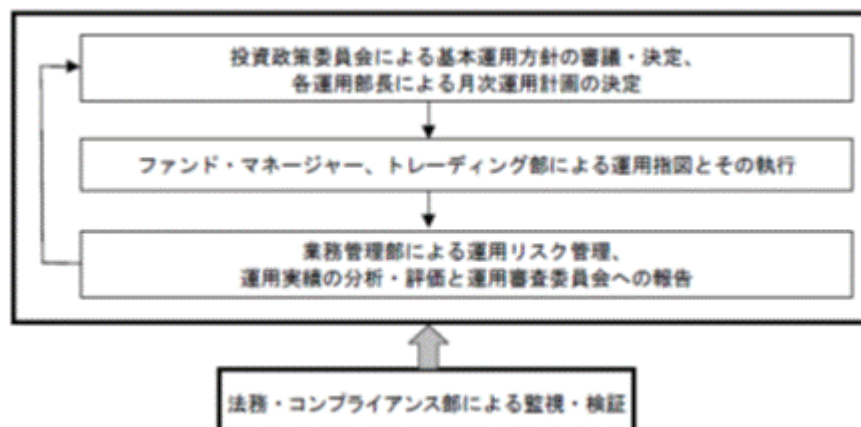 投資政策委員会による基本運用方針の審議・決定、
各運用部長による月次運用計画の決定
ファンド・マネージャー、トレーディング部による運用指図とその執行
業務管理部による運用リスク管理、
運用実績の分析・評価と運用審査委員会への報告
法務・コンプライアンス部による監視・検証